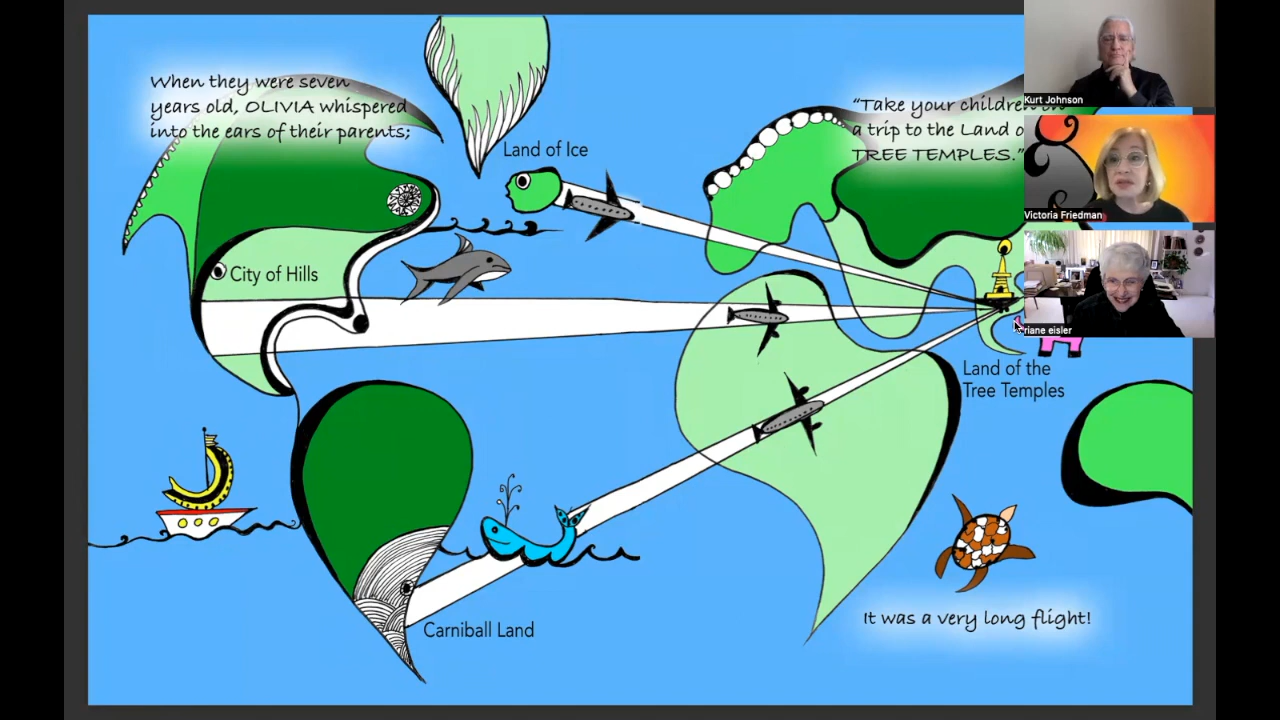 When they were seven
years old, OLIVIA whispered
into the ears of their parents;
"Take your children
a trip to the Land
TREE TEMPLES."
Kurt Johnson
Victoria Friedman
riane eisler
Land of Ice
City of Hills
Land of the
Tree Temples
Carniball Land
It was a very long flight!